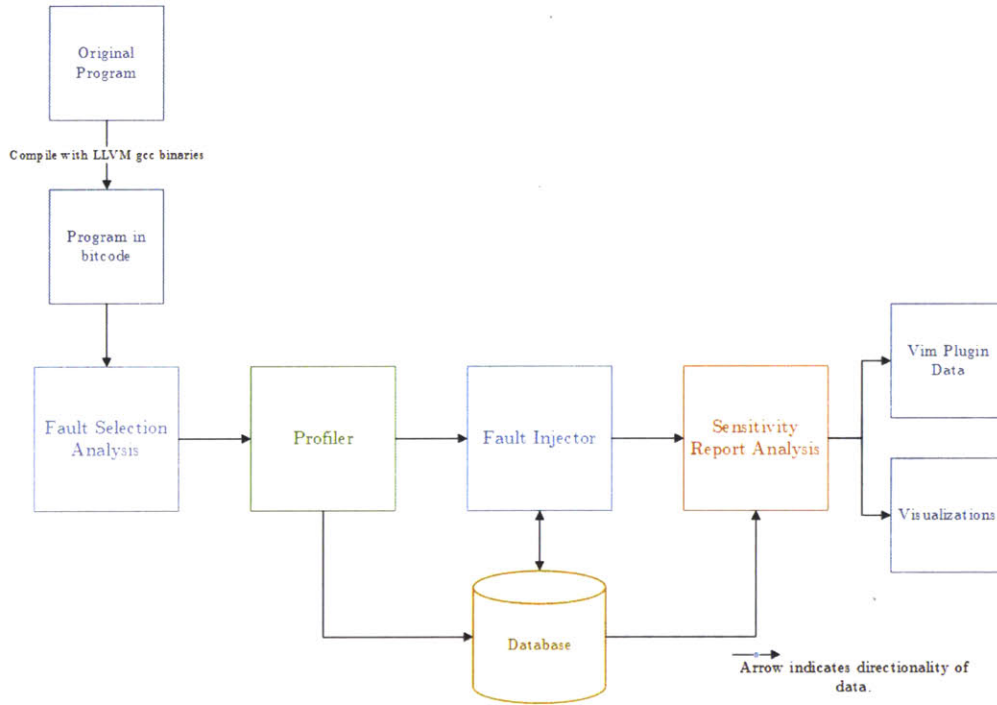 Original
Program
Compile with LLVM gcc binaries
Program in
bitcode
Fault Selection
Analysis
Profiler
Fault Injector
Sensitivity
Report Analysis
Vim Plugin
Data
Visualizations
Database
Arrow indicates directionality of
data.